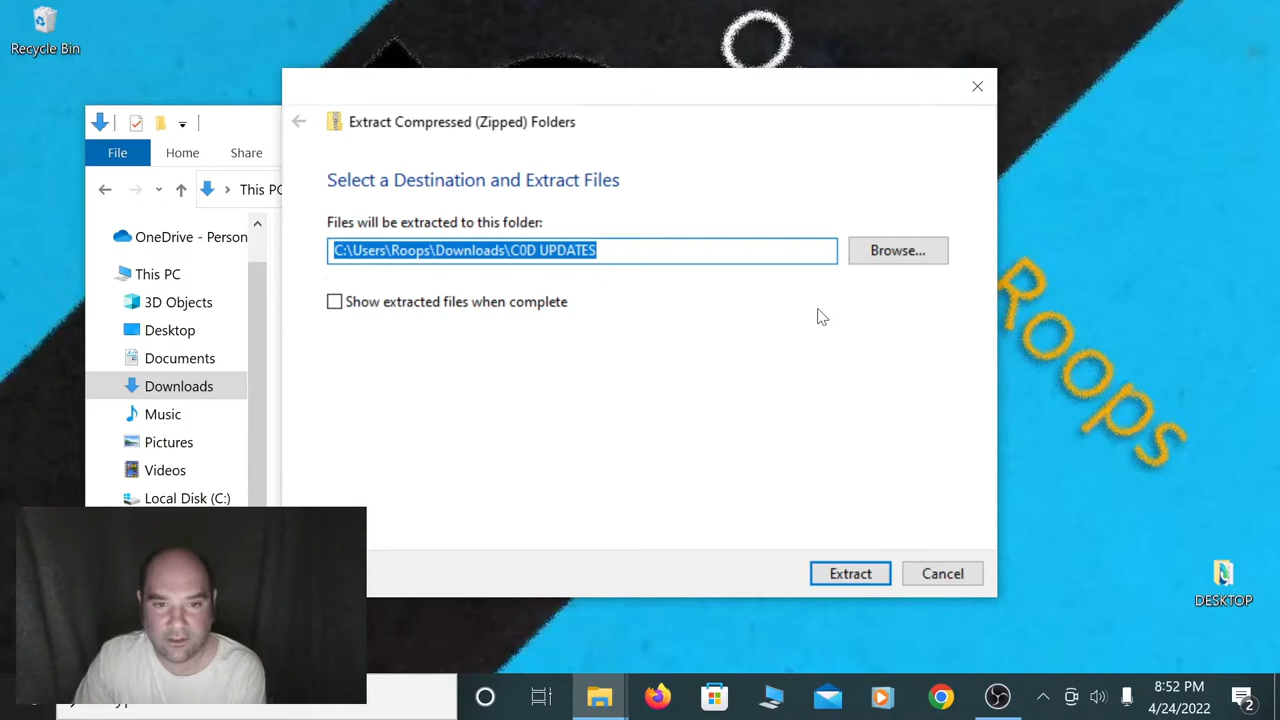 Recycle Bin
Extract Compressed (Zipped) Folders
File
Home
Share
Select a Destination and Extract Files
This PC
Files will be extracted to this folder:
OneDrive - Person
C:\Users\Roops\Downloads\C0D UPDATES
Browse...
This PC
3D Objects
Show extracted files when complete
Desktop
Documents
Downloads
Music
Pictures
Videos
Local Disk (C:)
Roops
Extract
Cancel
DESKTOP
8:52 PM
4/24/2022
2